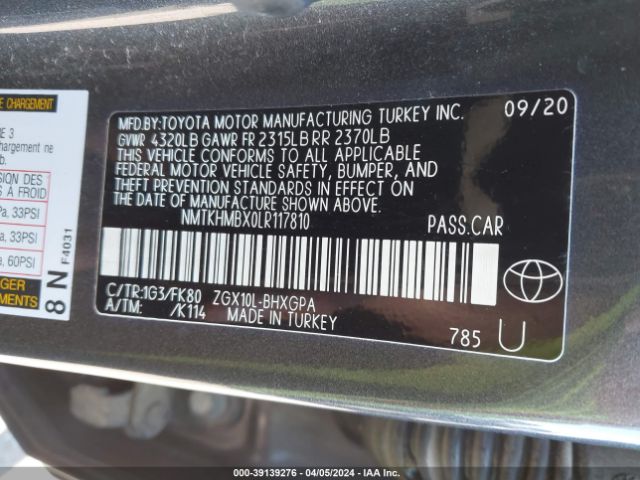 E CHARGEMENT
E 3
chargement ne
b.
SION DES
S À FROID
Pa, 33PSI
a, 33PSI
a, 60PSI
GER
EMENTS
8 N
F4031
MFD.BY:TOYOTA MOTOR MANUFACTURING TURKEY INC. 09/20
GVWR 4320LB GAWR FR 2315LB RR 2370LB
THIS VEHICLE CONFORMS TO ALL APPLICABLE
FEDERAL MOTOR VEHICLE SAFETY, BUMPER, AND
THEFT PREVENTION STANDARDS IN EFFECT ON
THE DATE OF MANUFACTURE SHOWN ABOVE.
NMTKHMBX0LR117810 PASS.CAR
C/TR:1G3/FK80 ZGX10L-BHXGPA
A/TM: /K114 MADE IN TURKEY
785 U
000-39139276 - 04/05/2024 - IAA Inc.